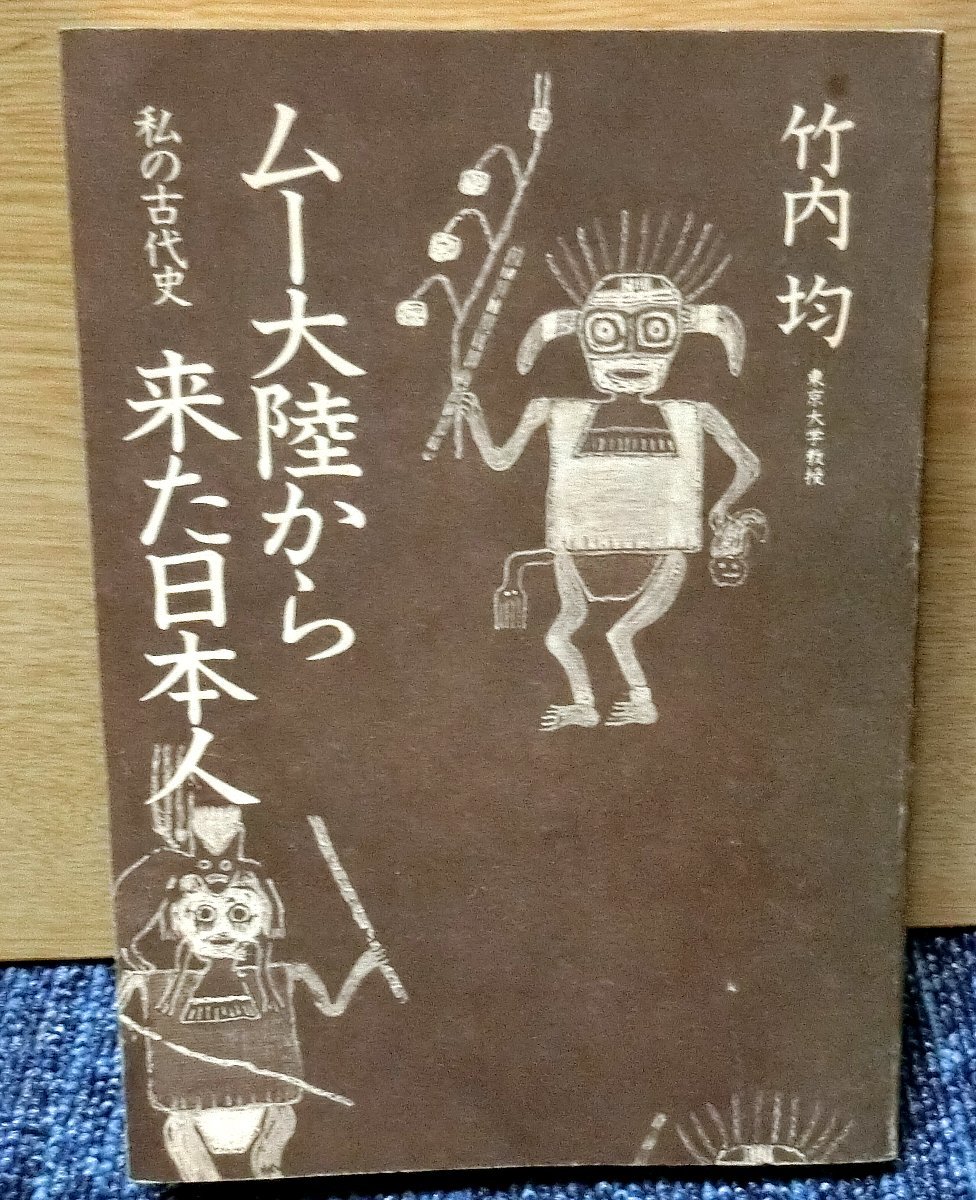 竹内 均
東京大学教授
ムー大陸から
来た日本人
私の古代史